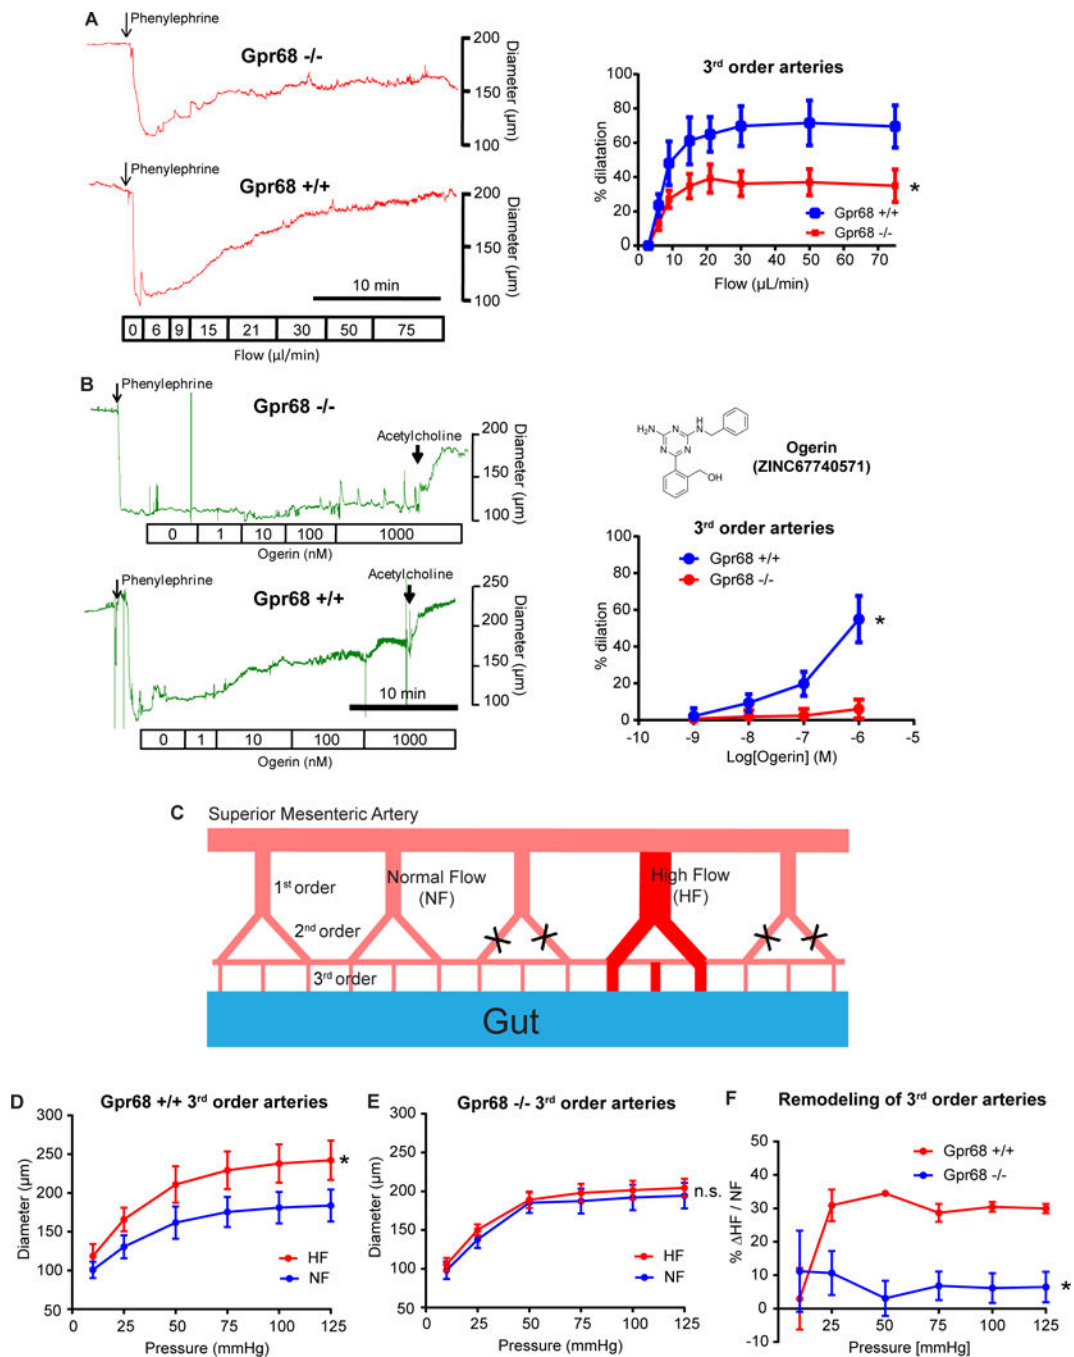 A
Phenylephrine
Gpr68 -/-
200
150
100
Diameter (µm)
Phenylephrine
Gpr68 +/+
200
150
100
Diameter (µm)
10 min
0 6 9 15 21 30 50 75
Flow (µl/min)
3rd order arteries
100
80
60
40
20
0
% dilatation
Gpr68 +/+
Gpr68 -/-
*
0 10 20 30 40 50 60 70
Flow (µL/min)
B
Phenylephrine
Gpr68 -/-
Acetylcholine
200
150
100
Diameter (µm)
0 1 10 100 1000
Ogerin (nM)
Phenylephrine
Gpr68 +/+
Acetylcholine
250
200
150
100
Diameter (µm)
10 min
0 1 10 100 1000
Ogerin (nM)
H2N N HN
N N
OH
Ogerin
(ZINC67740571)
3rd order arteries
Gpr68 +/+
Gpr68 -/-
100
80
60
40
20
0
% dilation
*
-10 -9 -8 -7 -6 -5
Log[Ogerin] (M)
C
Superior Mesenteric Artery
1st order
Normal Flow
(NF)
High Flow
(HF)
2nd order
3rd order
Gut
D
Gpr68 +/+ 3rd order arteries
300
250
200
150
100
50
Diameter (µm)
*
HF
NF
0 25 50 75 100 125
Pressure (mmHg)
E
Gpr68 -/- 3rd order arteries
300
250
200
150
100
50
Diameter (µm)
n.s.
HF
NF
0 25 50 75 100 125
Pressure (mmHg)
F
Remodeling of 3rd order arteries
50
40
30
20
10
0
-10
% ΔHF / NF
Gpr68 +/+
Gpr68 -/-
*
25 50 75 100 125
Pressure [mmHg]